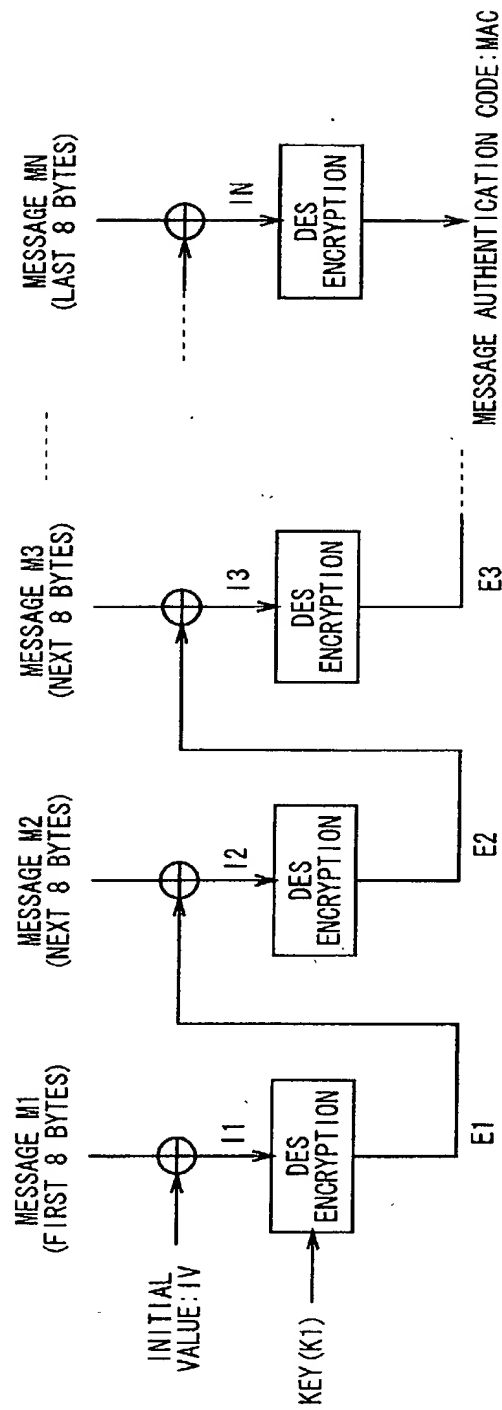 MESSAGE M1
(FIRST 8 BYTES)
MESSAGE M2
(NEXT 8 BYTES)
MESSAGE M3
(NEXT 8 BYTES)
MESSAGE MN
(LAST 8 BYTES)
INITIAL
VALUE:IV
I1
I2
I3
IN
KEY(K1)
DES
ENCRYPTION
DES
ENCRYPTION
DES
ENCRYPTION
DES
ENCRYPTION
E1
E2
E3
MESSAGE AUTHENTICATION CODE:MAC